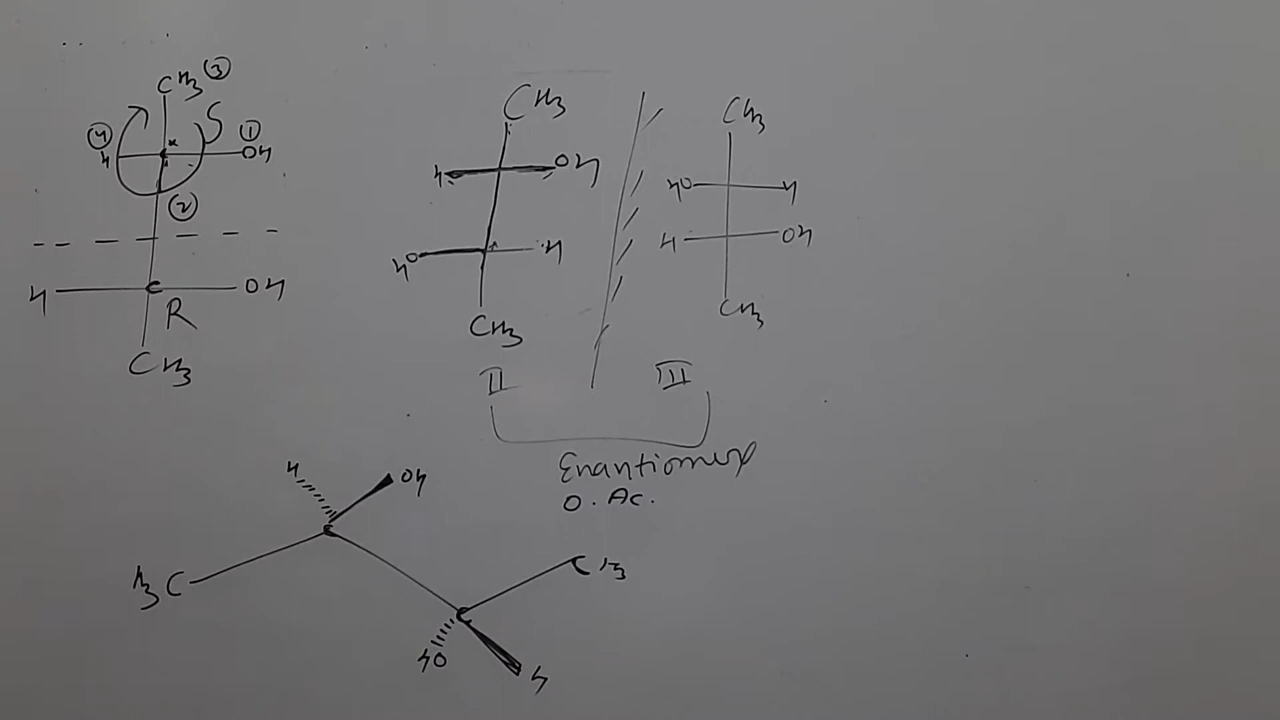 CH3 ③
④ ①
H OH
S
②
H C OH
R
CH3
CH3
H OH
HO H
CH3
II
CH3
HO H
H OH
CH3
III
Enantiomers
O. Ac.
H OH
C
H3C
C CH3
HO H